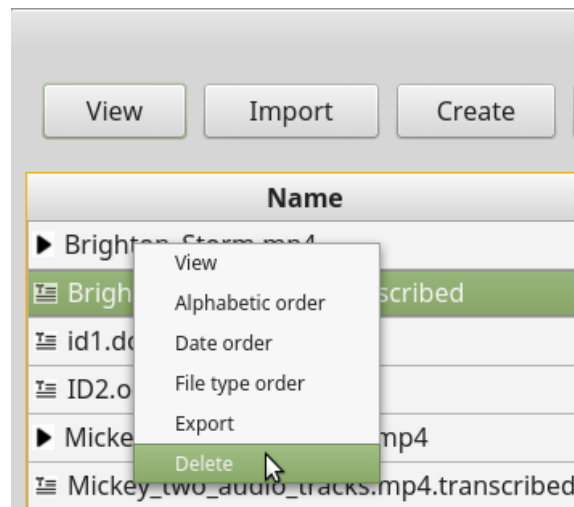 View Import Create
Name
Brighton_Storm.mp4
View
Brigh scribed
Alphabetic order
id1.do
Date order
ID2.o
File type order
Export
Micke mp4
Delete
Mickey_two_audio_tracks.mp4.transcribed